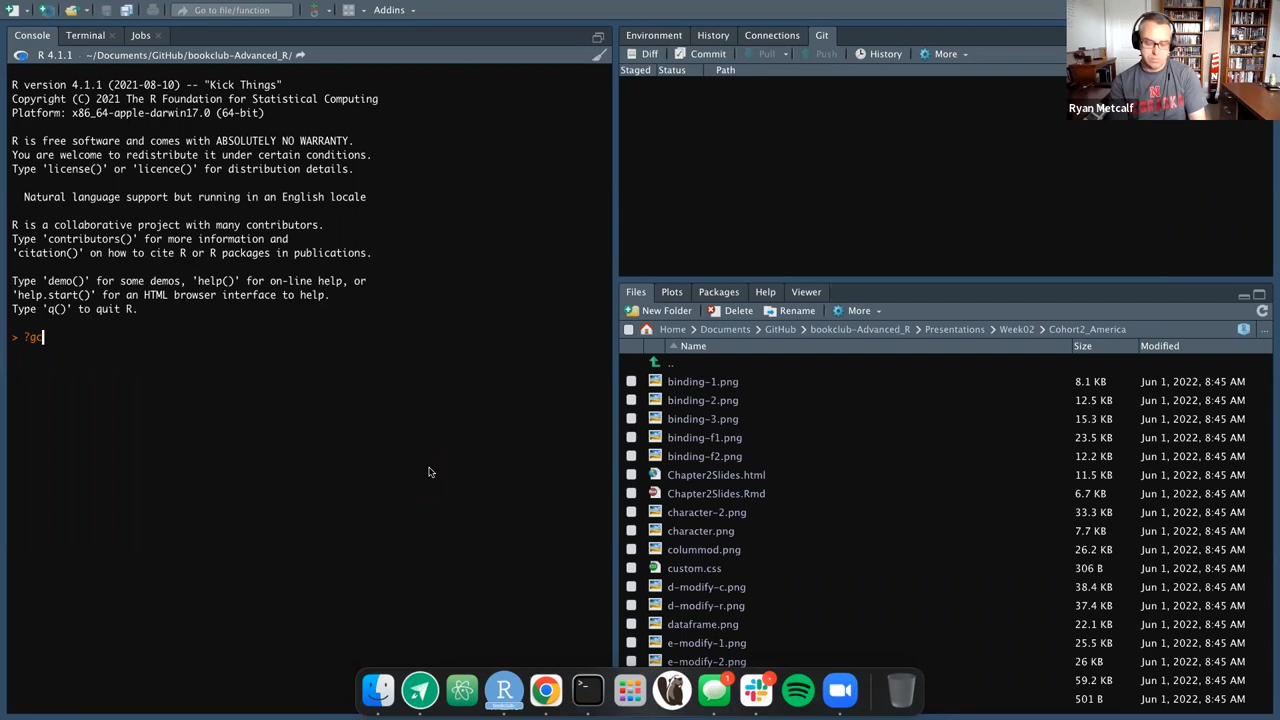 Go to file/function
Addins
Console
Terminal
Jobs
R 4.1.1 · ~/Documents/GitHub/bookclub-Advanced_R/
R version 4.1.1 (2021-08-10) -- "Kick Things"
Copyright (C) 2021 The R Foundation for Statistical Computing
Platform: x86_64-apple-darwin17.0 (64-bit)
R is free software and comes with ABSOLUTELY NO WARRANTY.
You are welcome to redistribute it under certain conditions.
Type 'license()' or 'licence()' for distribution details.
Natural language support but running in an English locale
R is a collaborative project with many contributors.
Type 'contributors()' for more information and
'citation()' on how to cite R or R packages in publications.
Type 'demo()' for some demos, 'help()' for on-line help, or
'help.start()' for an HTML browser interface to help.
Type 'q()' to quit R.
> ?gc
Environment History Connections Git
Diff Commit Pull Push History More
Staged Status Path
Ryan Metcalf
Files Plots Packages Help Viewer
New Folder Delete Rename More
Home Documents GitHub bookclub-Advanced_R Presentations Week02 Cohort2_America
Name Size Modified
..
binding-1.png 8.1 KB Jun 1, 2022, 8:45 AM
binding-2.png 12.5 KB Jun 1, 2022, 8:45 AM
binding-3.png 15.3 KB Jun 1, 2022, 8:45 AM
binding-f1.png 23.5 KB Jun 1, 2022, 8:45 AM
binding-f2.png 12.2 KB Jun 1, 2022, 8:45 AM
Chapter2Slides.html 11.5 KB Jun 1, 2022, 8:45 AM
Chapter2Slides.Rmd 6.7 KB Jun 1, 2022, 8:45 AM
character-2.png 33.3 KB Jun 1, 2022, 8:45 AM
character.png 7.7 KB Jun 1, 2022, 8:45 AM
colummod.png 26.2 KB Jun 1, 2022, 8:45 AM
custom.css 306 B Jun 1, 2022, 8:45 AM
d-modify-c.png 38.4 KB Jun 1, 2022, 8:45 AM
d-modify-r.png 37.4 KB Jun 1, 2022, 8:45 AM
dataframe.png 22.1 KB Jun 1, 2022, 8:45 AM
e-modify-1.png 25.5 KB Jun 1, 2022, 8:45 AM
e-modify-2.png 26 KB Jun 1, 2022, 8:45 AM
59.2 KB Jun 1, 2022, 8:45 AM
501 B Jun 1, 2022, 8:45 AM